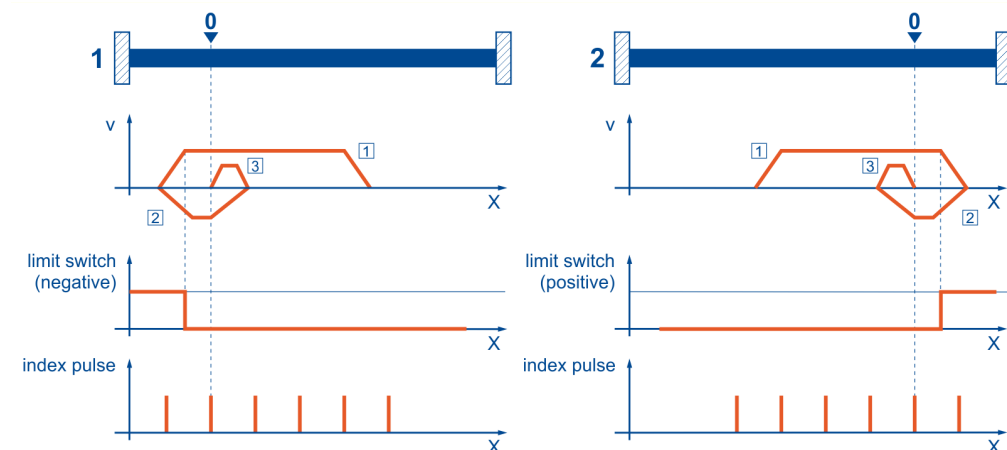 0
1
v
1
3
2
X
limit switch
(negative)
X
index pulse
X
0
2
v
1
3
2
X
limit switch
(positive)
X
index pulse
X